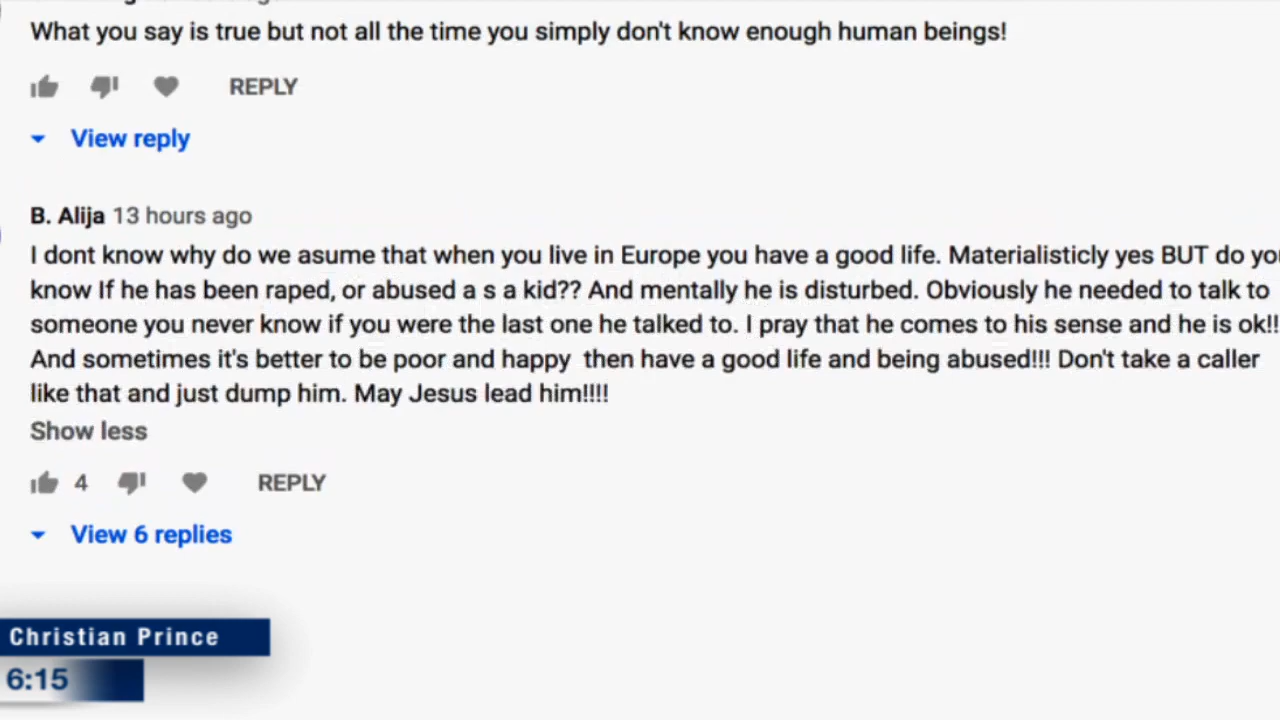 What you say is true but not all the time you simply don't know enough human beings!
REPLY
View reply
B. Alija 13 hours ago
I dont know why do we asume that when you live in Europe you have a good life. Materialisticly yes BUT do you
know If he has been raped, or abused a s a kid?? And mentally he is disturbed. Obviously he needed to talk to
someone you never know if you were the last one he talked to. I pray that he comes to his sense and he is ok!!
And sometimes it's better to be poor and happy then have a good life and being abused!!! Don't take a caller
like that and just dump him. May Jesus lead him!!!!
Show less
4 REPLY
View 6 replies
Christian Prince
6:15